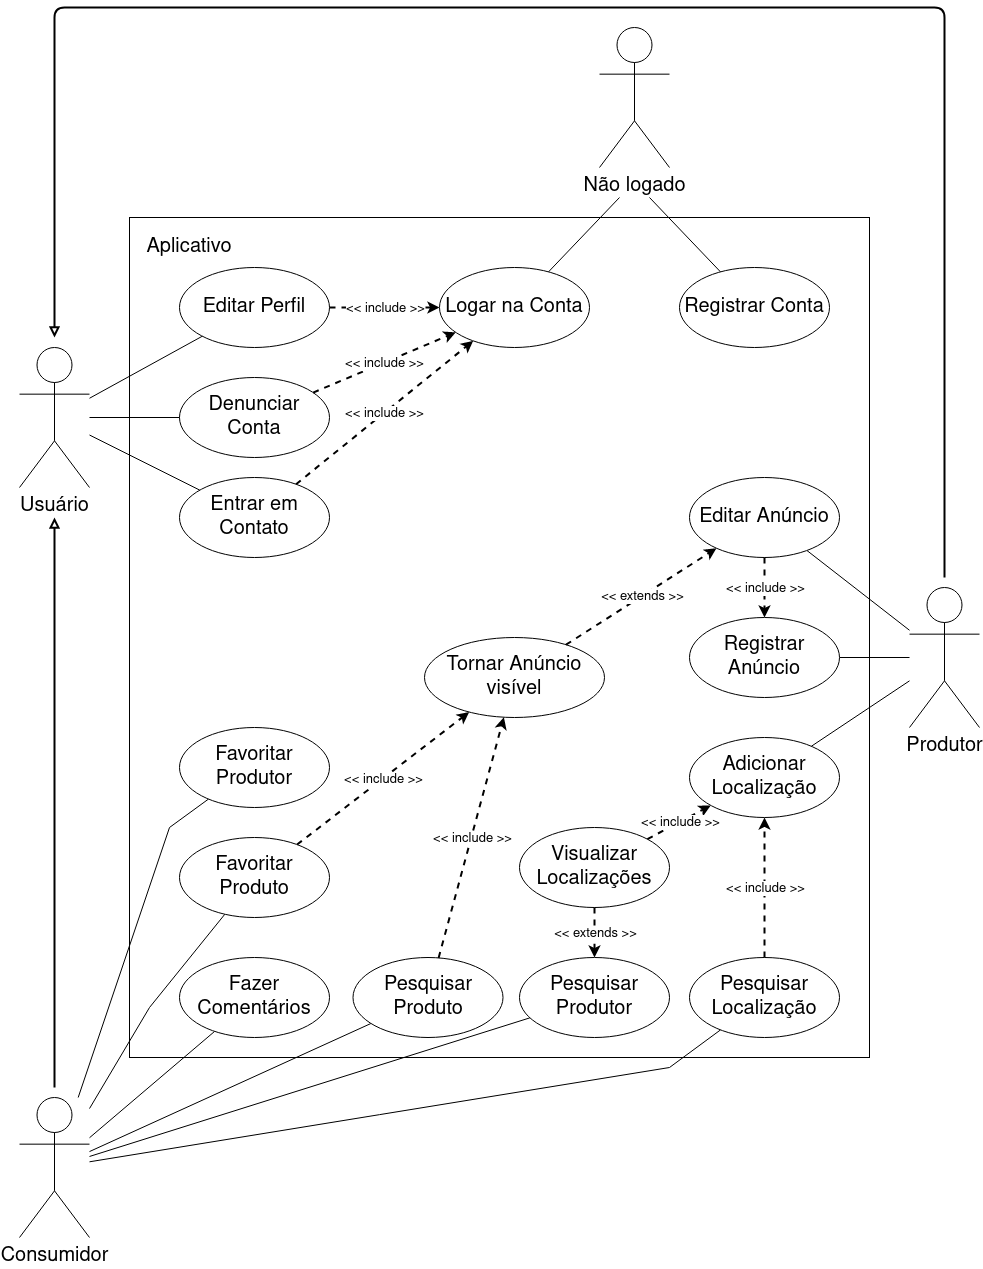 Não logado
Aplicativo
Editar Perfil
<< include >>
Logar na Conta
Registrar Conta
<< include >>
Denunciar
Conta
<< include >>
Usuário
Entrar em
Contato
Editar Anúncio
<< extends >>
<< include >>
Registrar
Anúncio
Tornar Anúncio
visível
Produtor
Favoritar
Produtor
Adicionar
Localização
<< include >>
<< include >>
<< include >>
Favoritar
Produto
Visualizar
Localizações
<< include >>
<< extends >>
Fazer
Comentários
Pesquisar
Produto
Pesquisar
Produtor
Pesquisar
Localização
Consumidor